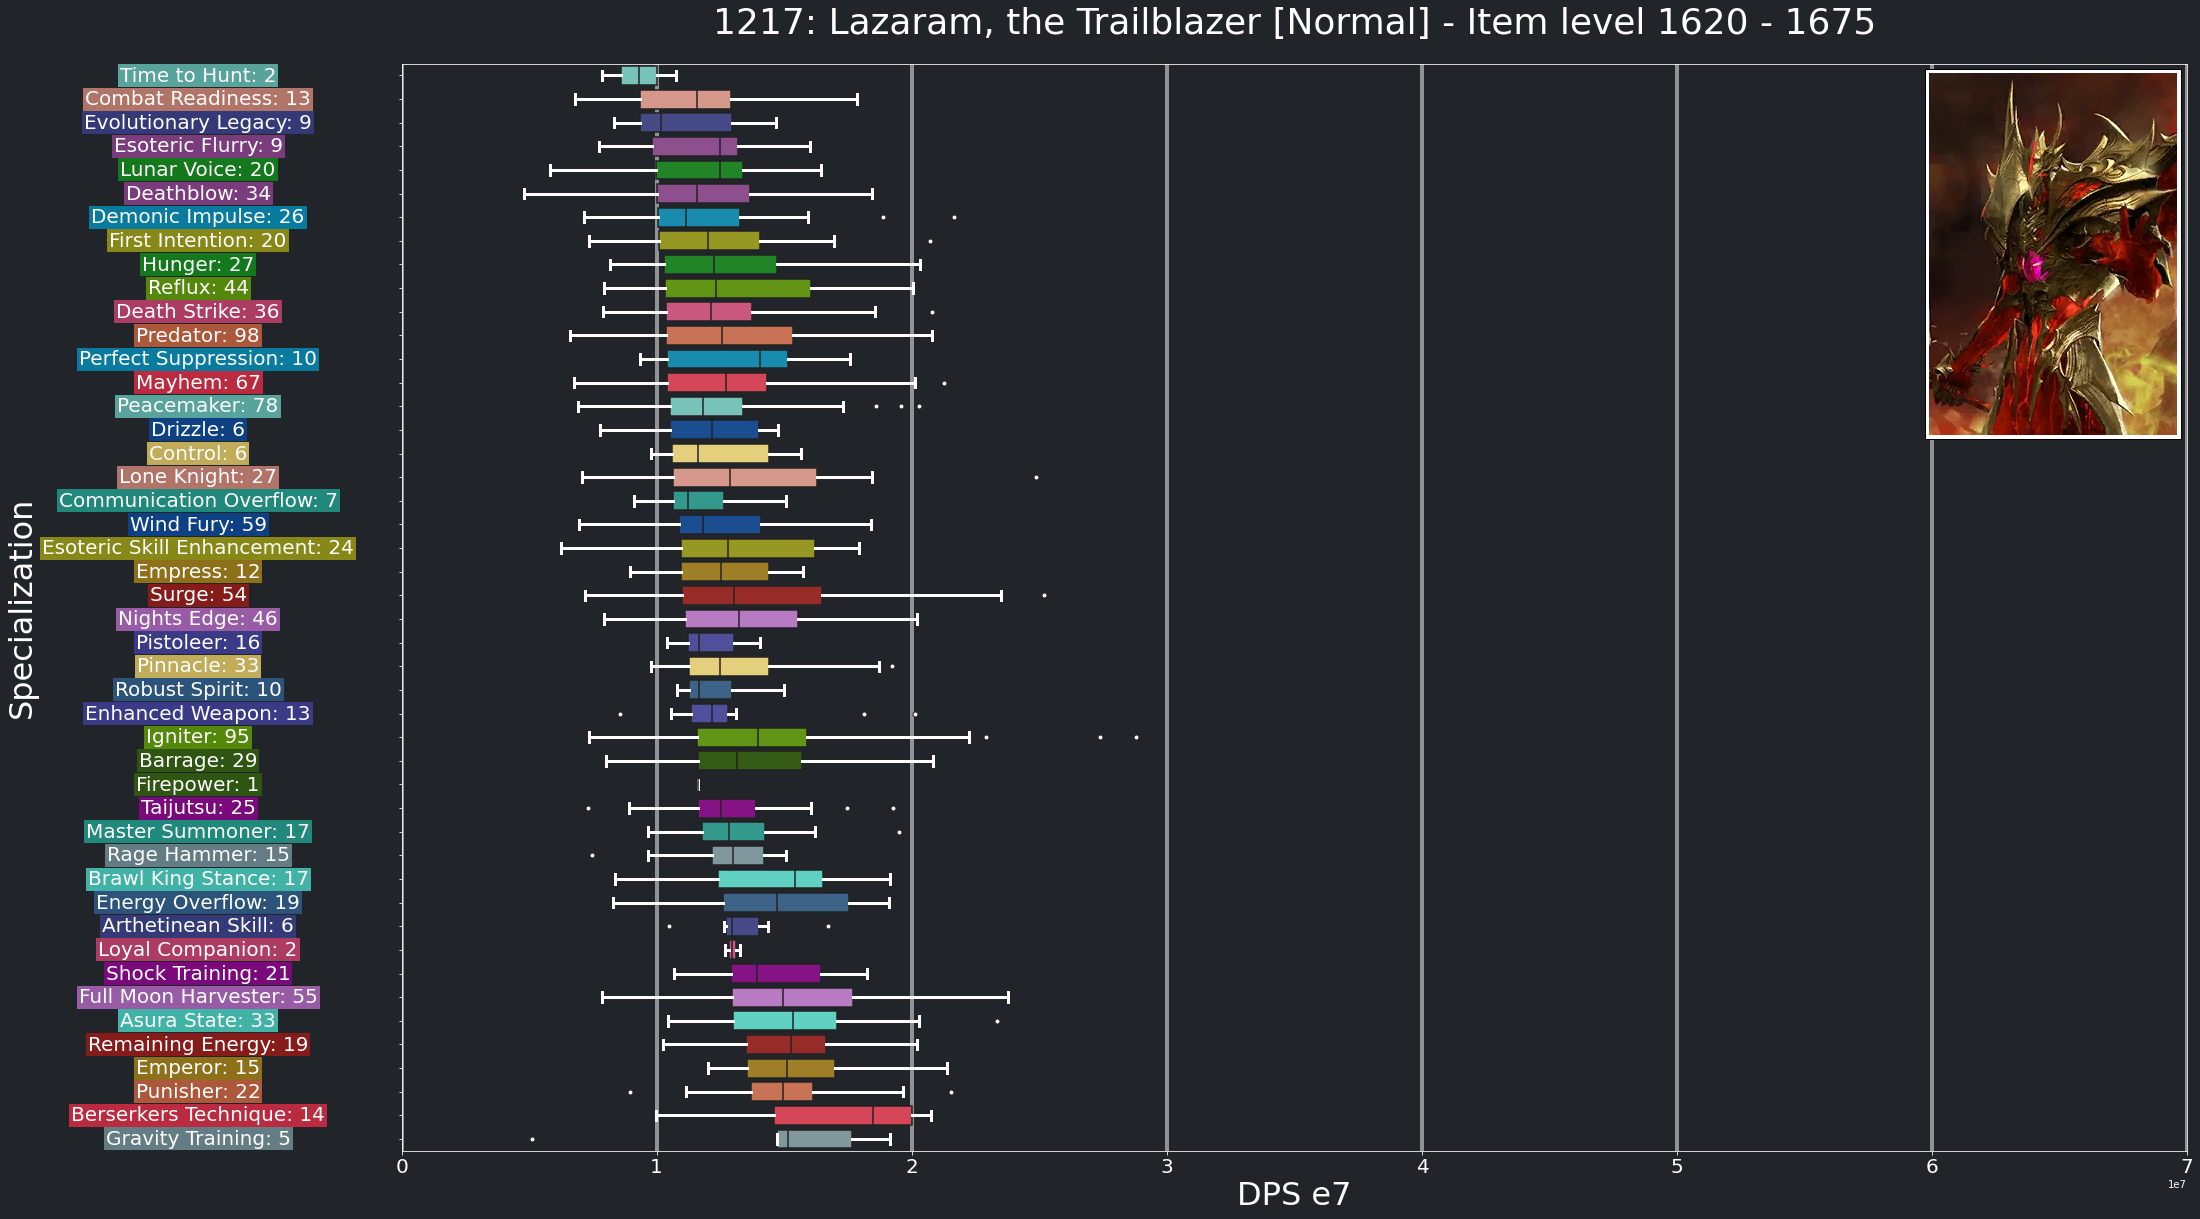 1217: Lazaram, the Trailblazer [Normal] - Item level 1620 - 1675
Specialization
Time to Hunt: 2
Combat Readiness: 13
Evolutionary Legacy: 9
Esoteric Flurry: 9
Lunar Voice: 20
Deathblow: 34
Demonic Impulse: 26
First Intention: 20
Hunger: 27
Reflux: 44
Death Strike: 36
Predator: 98
Perfect Suppression: 10
Mayhem: 67
Peacemaker: 78
Drizzle: 6
Control: 6
Lone Knight: 27
Communication Overflow: 7
Wind Fury: 59
Esoteric Skill Enhancement: 24
Empress: 12
Surge: 54
Nights Edge: 46
Pistoleer: 16
Pinnacle: 33
Robust Spirit: 10
Enhanced Weapon: 13
Igniter: 95
Barrage: 29
Firepower: 1
Taijutsu: 25
Master Summoner: 17
Rage Hammer: 15
Brawl King Stance: 17
Energy Overflow: 19
Arthetinean Skill: 6
Loyal Companion: 2
Shock Training: 21
Full Moon Harvester: 55
Asura State: 33
Remaining Energy: 19
Emperor: 15
Punisher: 22
Berserkers Technique: 14
Gravity Training: 5
0 1 2 3 4 5 6 7
1e7
DPS e7